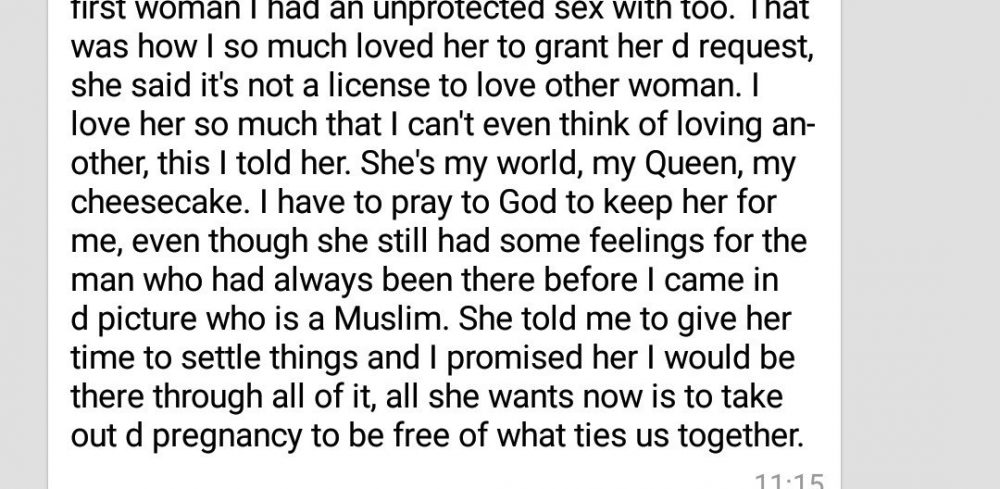 first woman I had an unprotected sex with too. That
was how I so much loved her to grant her d request,
she said it's not a license to love other woman. I
love her so much that I can't even think of loving an-
other, this I told her. She's my world, my Queen, my
cheesecake. I have to pray to God to keep her for
me, even though she still had some feelings for the
man who had always been there before I came in
d picture who is a Muslim. She told me to give her
time to settle things and I promised her I would be
there through all of it, all she wants now is to take
out d pregnancy to be free of what ties us together.
11:15